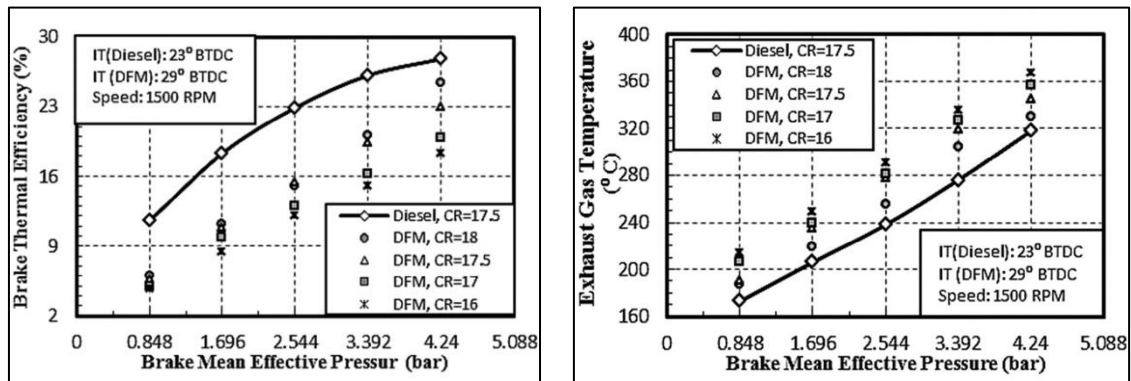 Brake Thermal Efficiency (%)
30
23
16
9
2
IT(Diesel): 23° BTDC
IT (DFM): 29° BTDC
Speed: 1500 RPM
Diesel, CR=17.5
DFM, CR=18
DFM, CR=17.5
DFM, CR=17
DFM, CR=16
0 0.848 1.696 2.544 3.392 4.24 5.088
Brake Mean Effective Pressur (bar)
Exhaust Gas Temperature
(°C)
400
360
320
280
240
200
160
Diesel, CR=17.5
DFM, CR=18
DFM, CR=17.5
DFM, CR=17
DFM, CR=16
IT(Diesel): 23° BTDC
IT (DFM): 29° BTDC
Speed: 1500 RPM
0 0.848 1.696 2.544 3.392 4.24 5.088
Brake Mean Effective Pressure (bar)